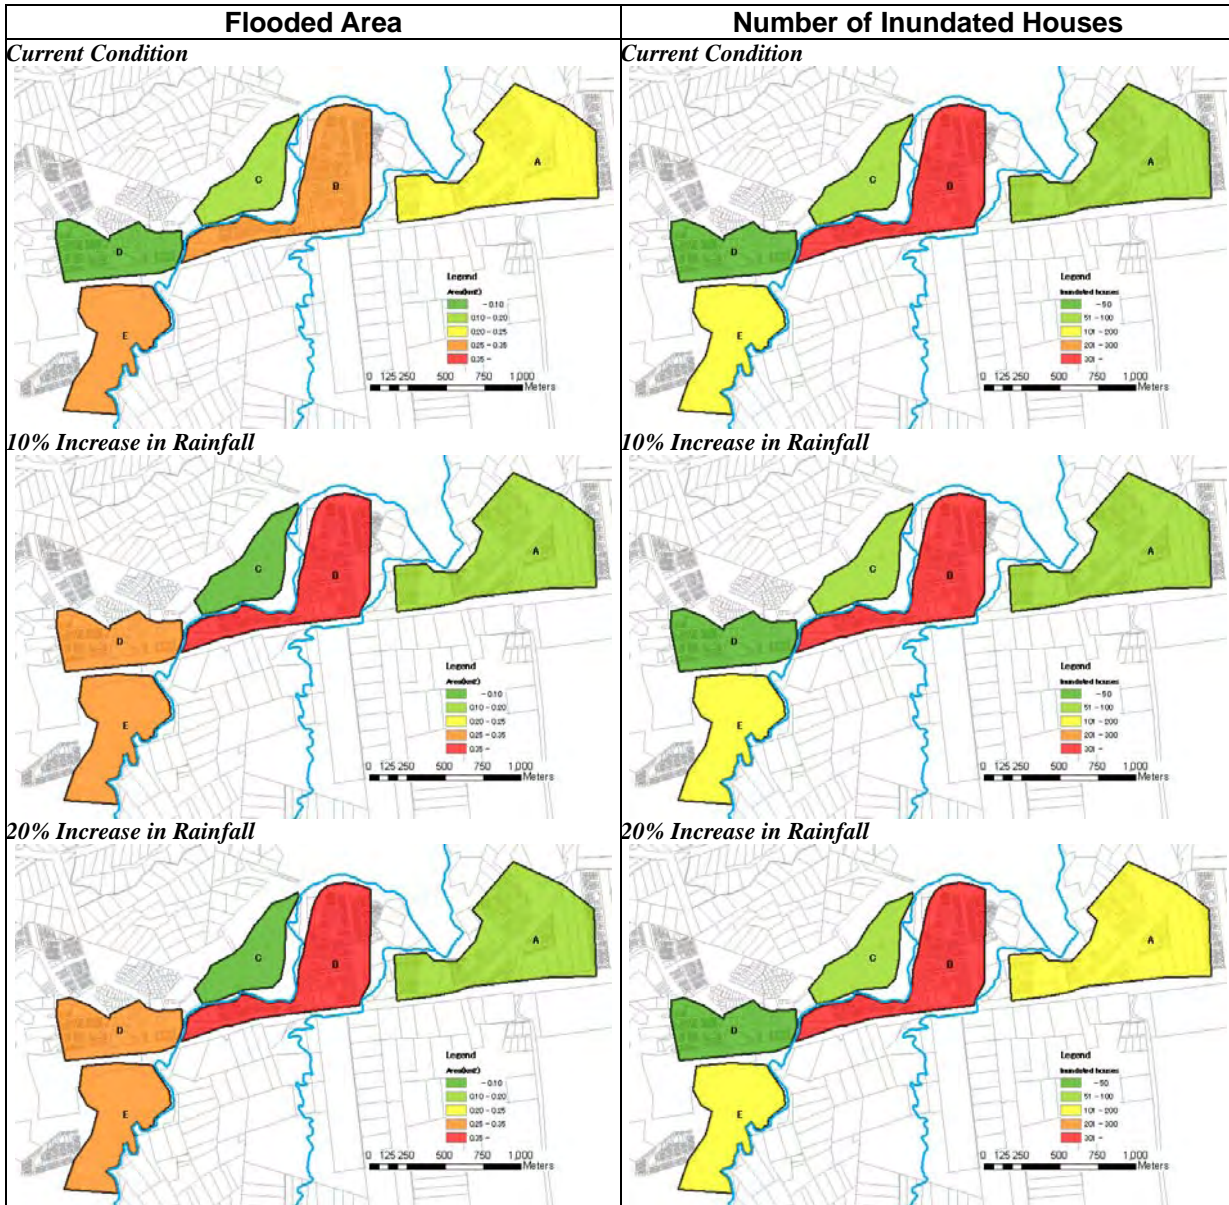 Flooded Area
Number of Inundated Houses
Current Condition
A
B
C
D
E
Legend
Area(km2)
- 0.10
0.10 - 0.20
0.20 - 0.25
0.25 - 0.35
0.35 -
0 125 250 500 750 1,000
Meters
Current Condition
A
B
C
D
E
Legend
Inundated houses
- 50
51 - 100
101 - 200
201 - 300
301 -
0 125 250 500 750 1,000
Meters
10% Increase in Rainfall
A
B
C
D
E
Legend
Area(km2)
- 0.10
0.10 - 0.20
0.20 - 0.25
0.25 - 0.35
0.35 -
0 125 250 500 750 1,000
Meters
10% Increase in Rainfall
A
B
C
D
E
Legend
Inundated houses
- 50
51 - 100
101 - 200
201 - 300
301 -
0 125 250 500 750 1,000
Meters
20% Increase in Rainfall
A
B
C
D
E
Legend
Area(km2)
- 0.10
0.10 - 0.20
0.20 - 0.25
0.25 - 0.35
0.35 -
0 125 250 500 750 1,000
Meters
20% Increase in Rainfall
A
B
C
D
E
Legend
Inundated houses
- 50
51 - 100
101 - 200
201 - 300
301 -
0 125 250 500 750 1,000
Meters